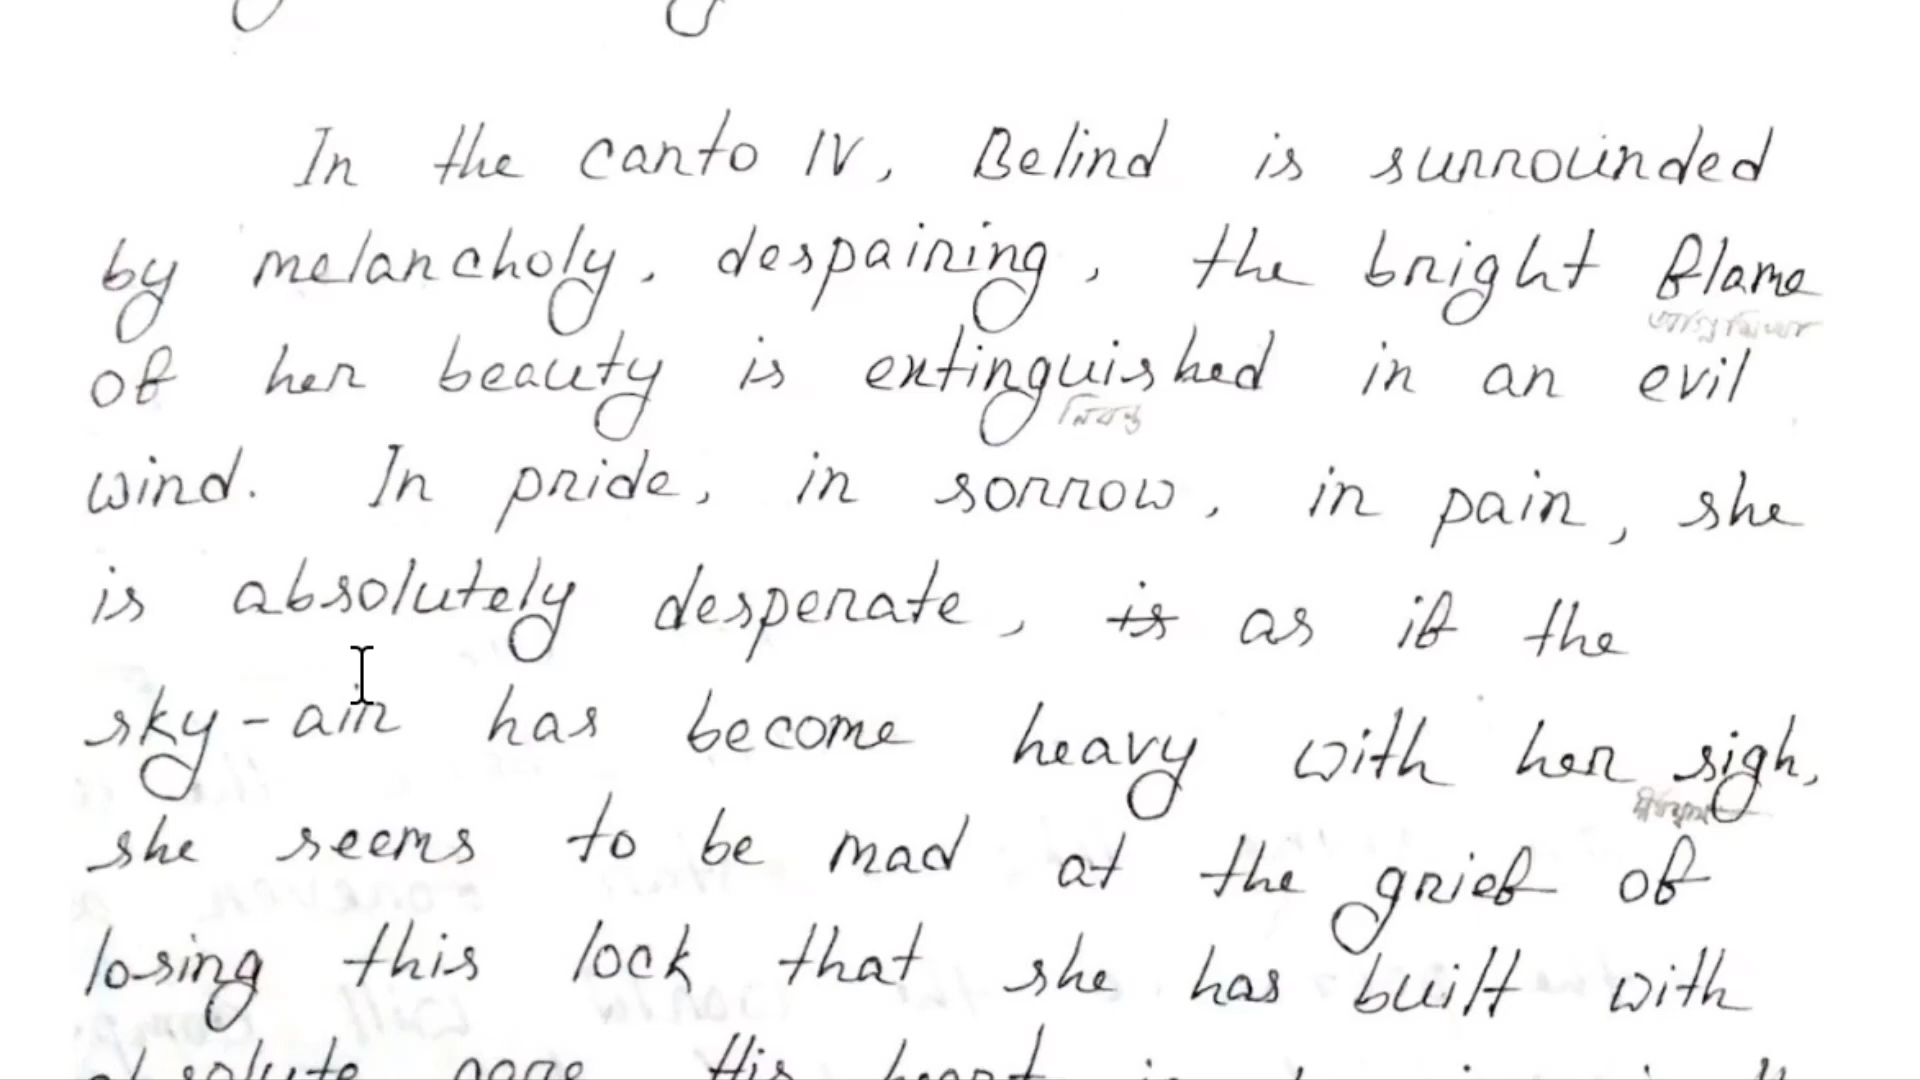 In the canto IV, Belind is surrounded
by melancholy, despairing, the bright flame
of her beauty is extinguished in an evil
wind. In pride, in sorrow, in pain, she
is absolutely desperate, is as if the
sky-air has become heavy with her sigh,
she seems to be mad at the grief of
losing this lock that she has built with